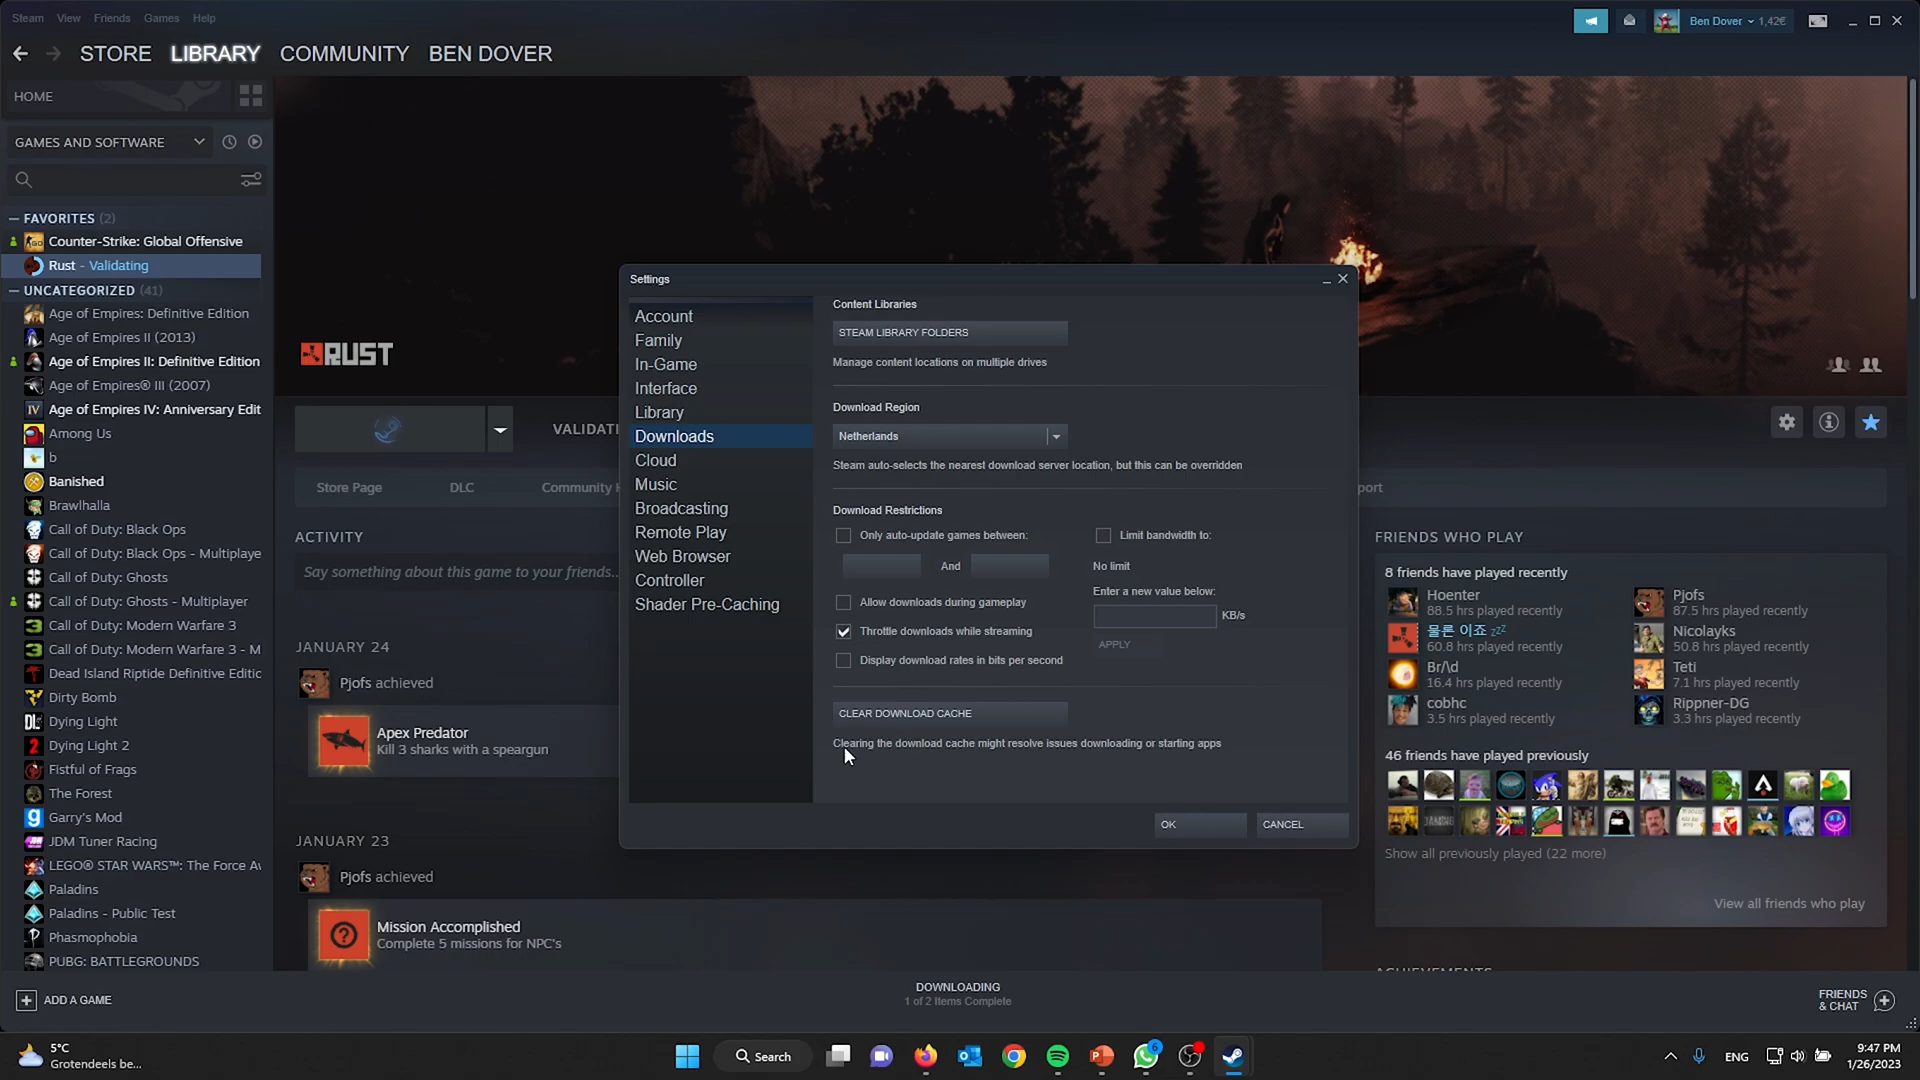 Steam View Friends Games Help
Ben Dover 1,42€
STORE LIBRARY COMMUNITY BEN DOVER
HOME
GAMES AND SOFTWARE
— FAVORITES (2)
Counter-Strike: Global Offensive
Rust - Validating
— UNCATEGORIZED (41)
Age of Empires: Definitive Edition
Age of Empires II (2013)
Age of Empires II: Definitive Edition
Age of Empires® III (2007)
Age of Empires IV: Anniversary Edit
Among Us
b
Banished
Brawlhalla
Call of Duty: Black Ops
Call of Duty: Black Ops - Multiplaye
Call of Duty: Ghosts
Call of Duty: Ghosts - Multiplayer
Call of Duty: Modern Warfare 3
Call of Duty: Modern Warfare 3 - M
Dead Island Riptide Definitive Editic
Dirty Bomb
Dying Light
Dying Light 2
Fistful of Frags
The Forest
Garry's Mod
JDM Tuner Racing
LEGO® STAR WARS™: The Force Av
Paladins
Paladins - Public Test
Phasmophobia
PUBG: BATTLEGROUNDS
ADD A GAME
RUST
VALIDATI
Store Page DLC Community H
port
ACTIVITY
Say something about this game to your friends..
JANUARY 24
Pjofs achieved
Apex Predator
Kill 3 sharks with a speargun
JANUARY 23
Pjofs achieved
Mission Accomplished
Complete 5 missions for NPC's
Settings
Account
Family
In-Game
Interface
Library
Downloads
Cloud
Music
Broadcasting
Remote Play
Web Browser
Controller
Shader Pre-Caching
Content Libraries
STEAM LIBRARY FOLDERS
Manage content locations on multiple drives
Download Region
Netherlands
Steam auto-selects the nearest download server location, but this can be overridden
Download Restrictions
Only auto-update games between:
And
Allow downloads during gameplay
Throttle downloads while streaming
Display download rates in bits per second
Limit bandwidth to:
No limit
Enter a new value below:
KB/s
APPLY
CLEAR DOWNLOAD CACHE
Clearing the download cache might resolve issues downloading or starting apps
OK CANCEL
FRIENDS WHO PLAY
8 friends have played recently
Hoenter
88.5 hrs played recently
Pjofs
87.5 hrs played recently
물론 이죠 zZZ
60.8 hrs played recently
Nicolayks
50.8 hrs played recently
Br/\d
16.4 hrs played recently
Teti
7.1 hrs played recently
cobhc
3.5 hrs played recently
Rippner-DG
3.3 hrs played recently
46 friends have played previously
Show all previously played (22 more)
View all friends who play
DOWNLOADING
1 of 2 Items Complete
FRIENDS
& CHAT
5°C
Grotendeels be...
Search
6
ENG
9:47 PM
1/26/2023